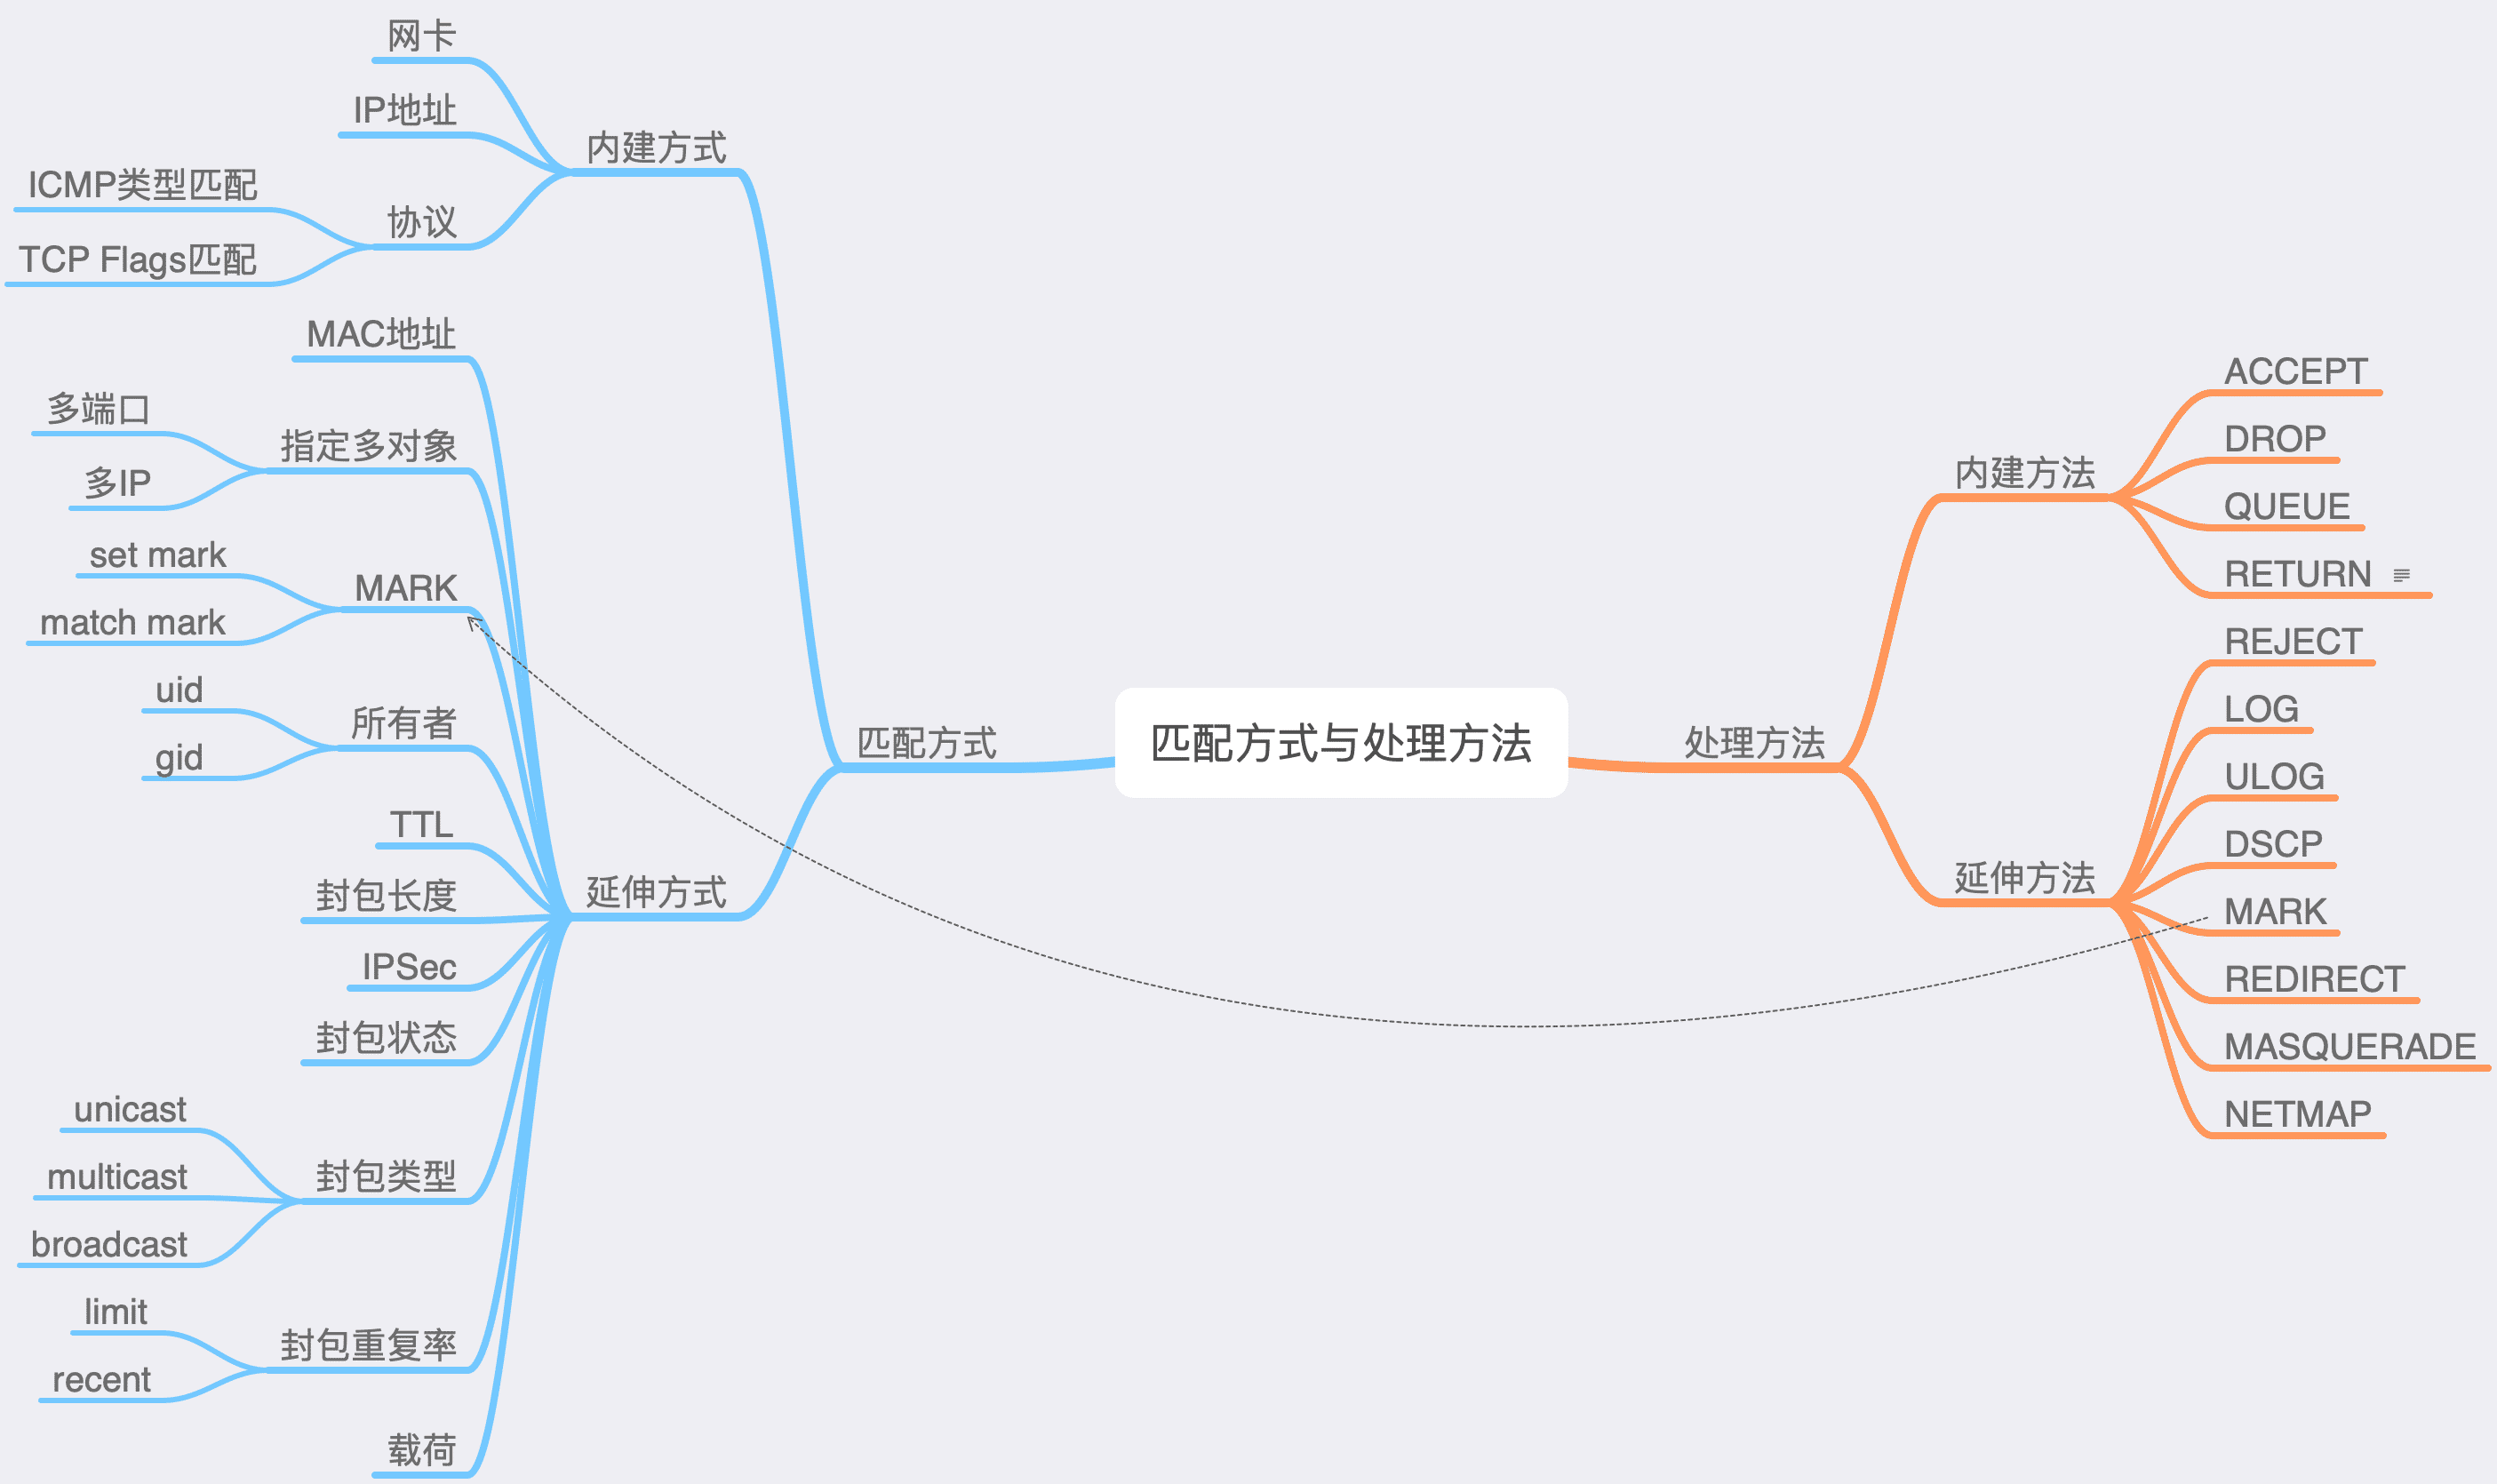 匹配方式与处理方法
匹配方式
内建方式
网卡
IP地址
协议
ICMP类型匹配
TCP Flags匹配
延伸方式
MAC地址
指定多对象
多端口
多IP
MARK
set mark
match mark
所有者
uid
gid
TTL
封包长度
IPSec
封包状态
封包类型
unicast
multicast
broadcast
封包重复率
limit
recent
载荷
处理方法
内建方法
ACCEPT
DROP
QUEUE
RETURN
延伸方法
REJECT
LOG
ULOG
DSCP
MARK
REDIRECT
MASQUERADE
NETMAP